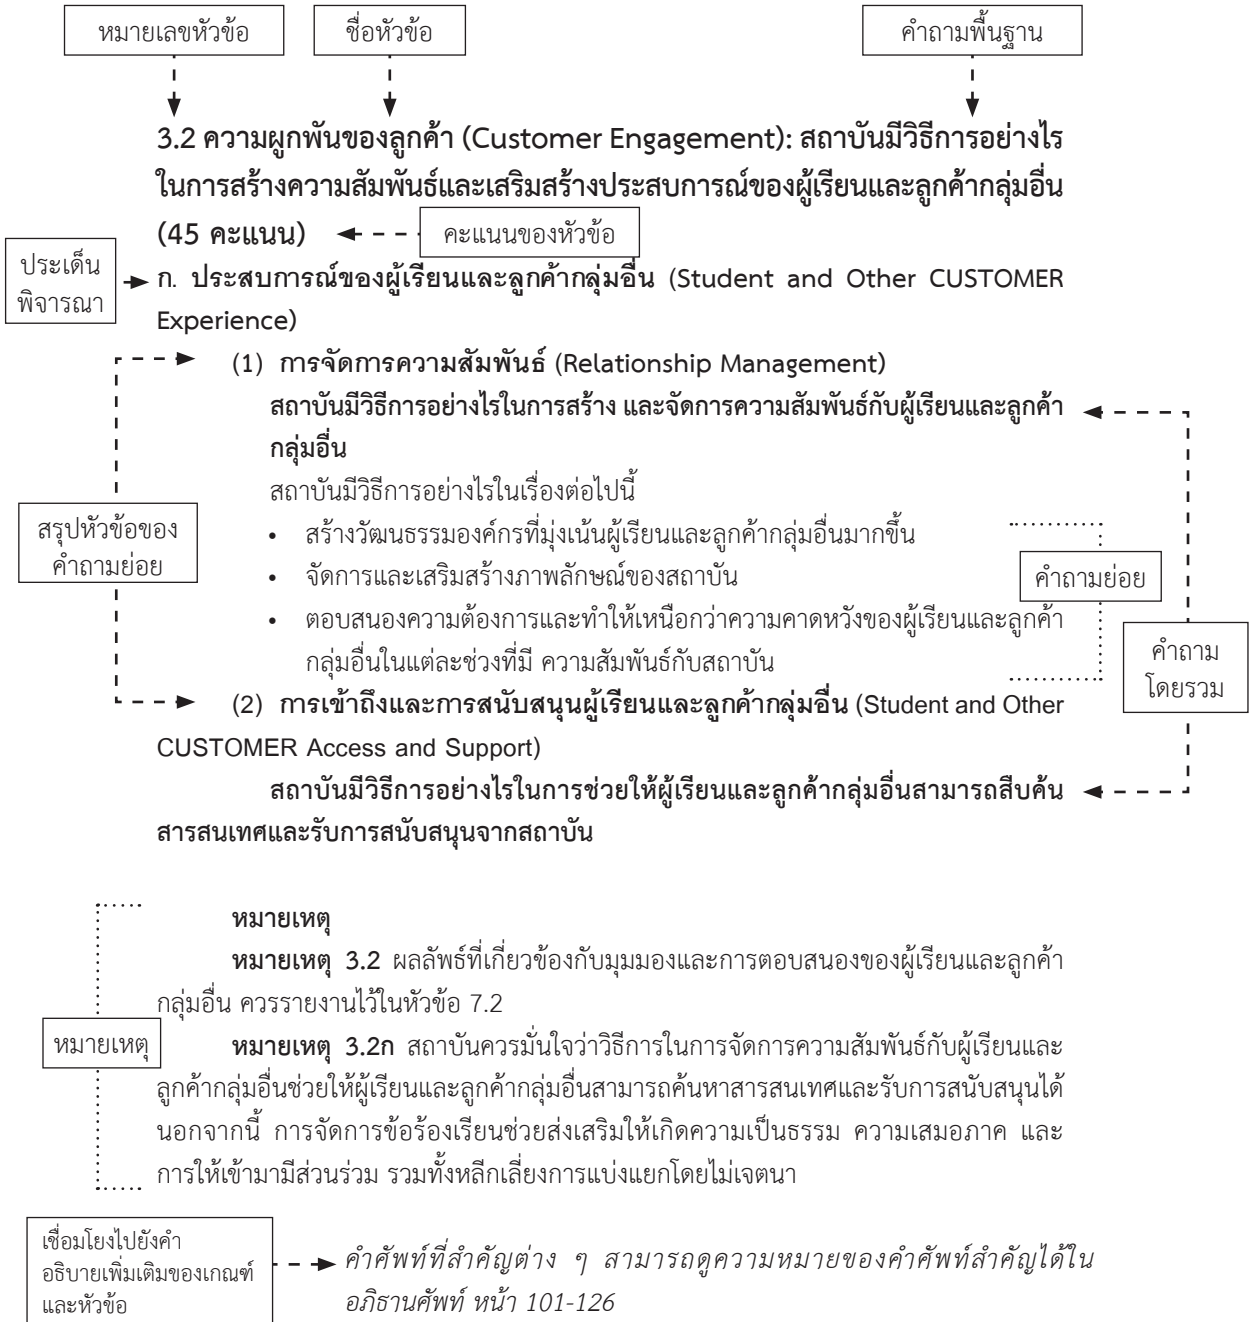 หมายเลขหัวข้อ
ชื่อหัวข้อ
คำถามพื้นฐาน
3.2 ความผูกพันของลูกค้า (Customer Engagement): สถาบันมีวิธีการอย่างไร
ในการสร้างความสัมพันธ์และเสริมสร้างประสบการณ์ของผู้เรียนและลูกค้ากลุ่มอื่น
(45 คะแนน)
คะแนนของหัวข้อ
ประเด็น
พิจารณา
ก. ประสบการณ์ของผู้เรียนและลูกค้ากลุ่มอื่น (Student and Other CUSTOMER
Experience)
(1) การจัดการความสัมพันธ์ (Relationship Management)
สถาบันมีวิธีการอย่างไรในการสร้าง และจัดการความสัมพันธ์กับผู้เรียนและลูกค้า
กลุ่มอื่น
สถาบันมีวิธีการอย่างไรในเรื่องต่อไปนี้
สรุปหัวข้อของ
คำถามย่อย
• สร้างวัฒนธรรมองค์กรที่มุ่งเน้นผู้เรียนและลูกค้ากลุ่มอื่นมากขึ้น
• จัดการและเสริมสร้างภาพลักษณ์ของสถาบัน
• ตอบสนองความต้องการและทำให้เหนือกว่าความคาดหวังของผู้เรียนและลูกค้า
กลุ่มอื่นในแต่ละช่วงที่มี ความสัมพันธ์กับสถาบัน
คำถามย่อย
คำถาม
โดยรวม
(2) การเข้าถึงและการสนับสนุนผู้เรียนและลูกค้ากลุ่มอื่น (Student and Other
CUSTOMER Access and Support)
สถาบันมีวิธีการอย่างไรในการช่วยให้ผู้เรียนและลูกค้ากลุ่มอื่นสามารถสืบค้น
สารสนเทศและรับการสนับสนุนจากสถาบัน
หมายเหตุ
หมายเหตุ 3.2 ผลลัพธ์ที่เกี่ยวข้องกับมุมมองและการตอบสนองของผู้เรียนและลูกค้า
กลุ่มอื่น ควรรายงานไว้ในหัวข้อ 7.2
หมายเหตุ
หมายเหตุ 3.2ก สถาบันควรมั่นใจว่าวิธีการในการจัดการความสัมพันธ์กับผู้เรียนและ
ลูกค้ากลุ่มอื่นช่วยให้ผู้เรียนและลูกค้ากลุ่มอื่นสามารถค้นหาสารสนเทศและรับการสนับสนุนได้
นอกจากนี้ การจัดการข้อร้องเรียนช่วยส่งเสริมให้เกิดความเป็นธรรม ความเสมอภาค และ
การให้เข้ามามีส่วนร่วม รวมทั้งหลีกเลี่ยงการแบ่งแยกโดยไม่เจตนา
เชื่อมโยงไปยังคำ
อธิบายเพิ่มเติมของเกณฑ์
และหัวข้อ
คำศัพท์ที่สำคัญต่าง ๆ สามารถดูความหมายของคำศัพท์สำคัญได้ใน
อภิธานศัพท์ หน้า 101-126